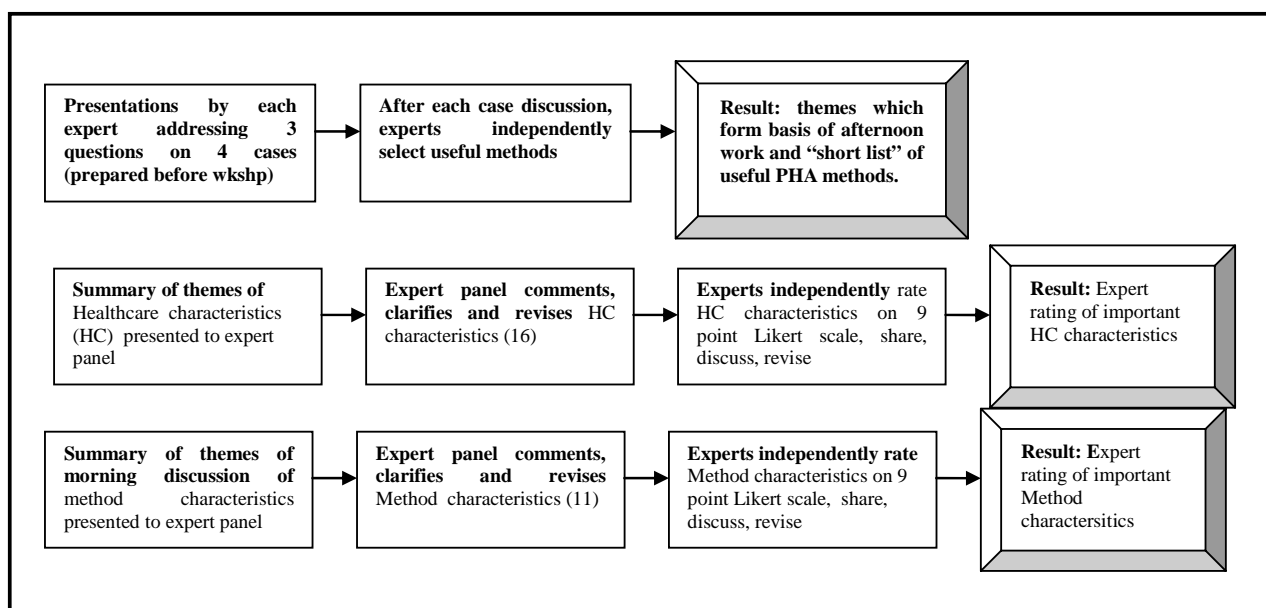 Presentations by each
expert addressing 3
questions on 4 cases
(prepared before wkshp)
After each case discussion,
experts independently
select useful methods
Result: themes which
form basis of afternoon
work and “short list” of
useful PHA methods.
Summary of themes of
Healthcare characteristics
(HC) presented to expert
panel
Expert panel comments,
clarifies and revises HC
characteristics (16)
Experts independently rate
HC characteristics on 9
point Likert scale, share,
discuss, revise
Result: Expert
rating of important
HC characteristics
Summary of themes of
morning discussion of
method characteristics
presented to expert panel
Expert panel comments,
clarifies and revises
Method characteristics (11)
Experts independently rate
Method characteristics on 9
point Likert scale, share,
discuss, revise
Result: Expert
rating of important
Method
charactersitics